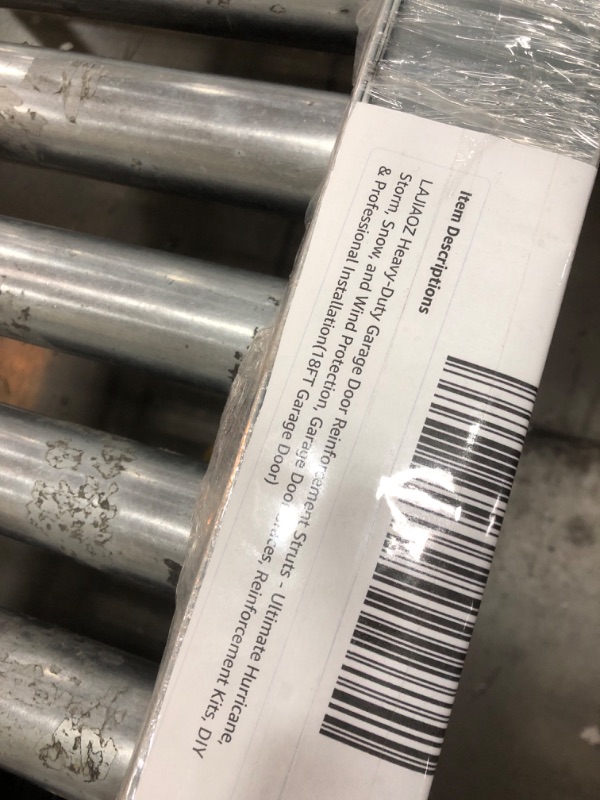 Item Descriptions
LAJIAOZ Heavy-Duty Garage Door Reinforcement Struts - Ultimate Hurricane,
Storm, Snow, and Wind Protection, Garage Door Braces, Reinforcement Kits, DIY
& Professional Installation(18FT Garage Door)